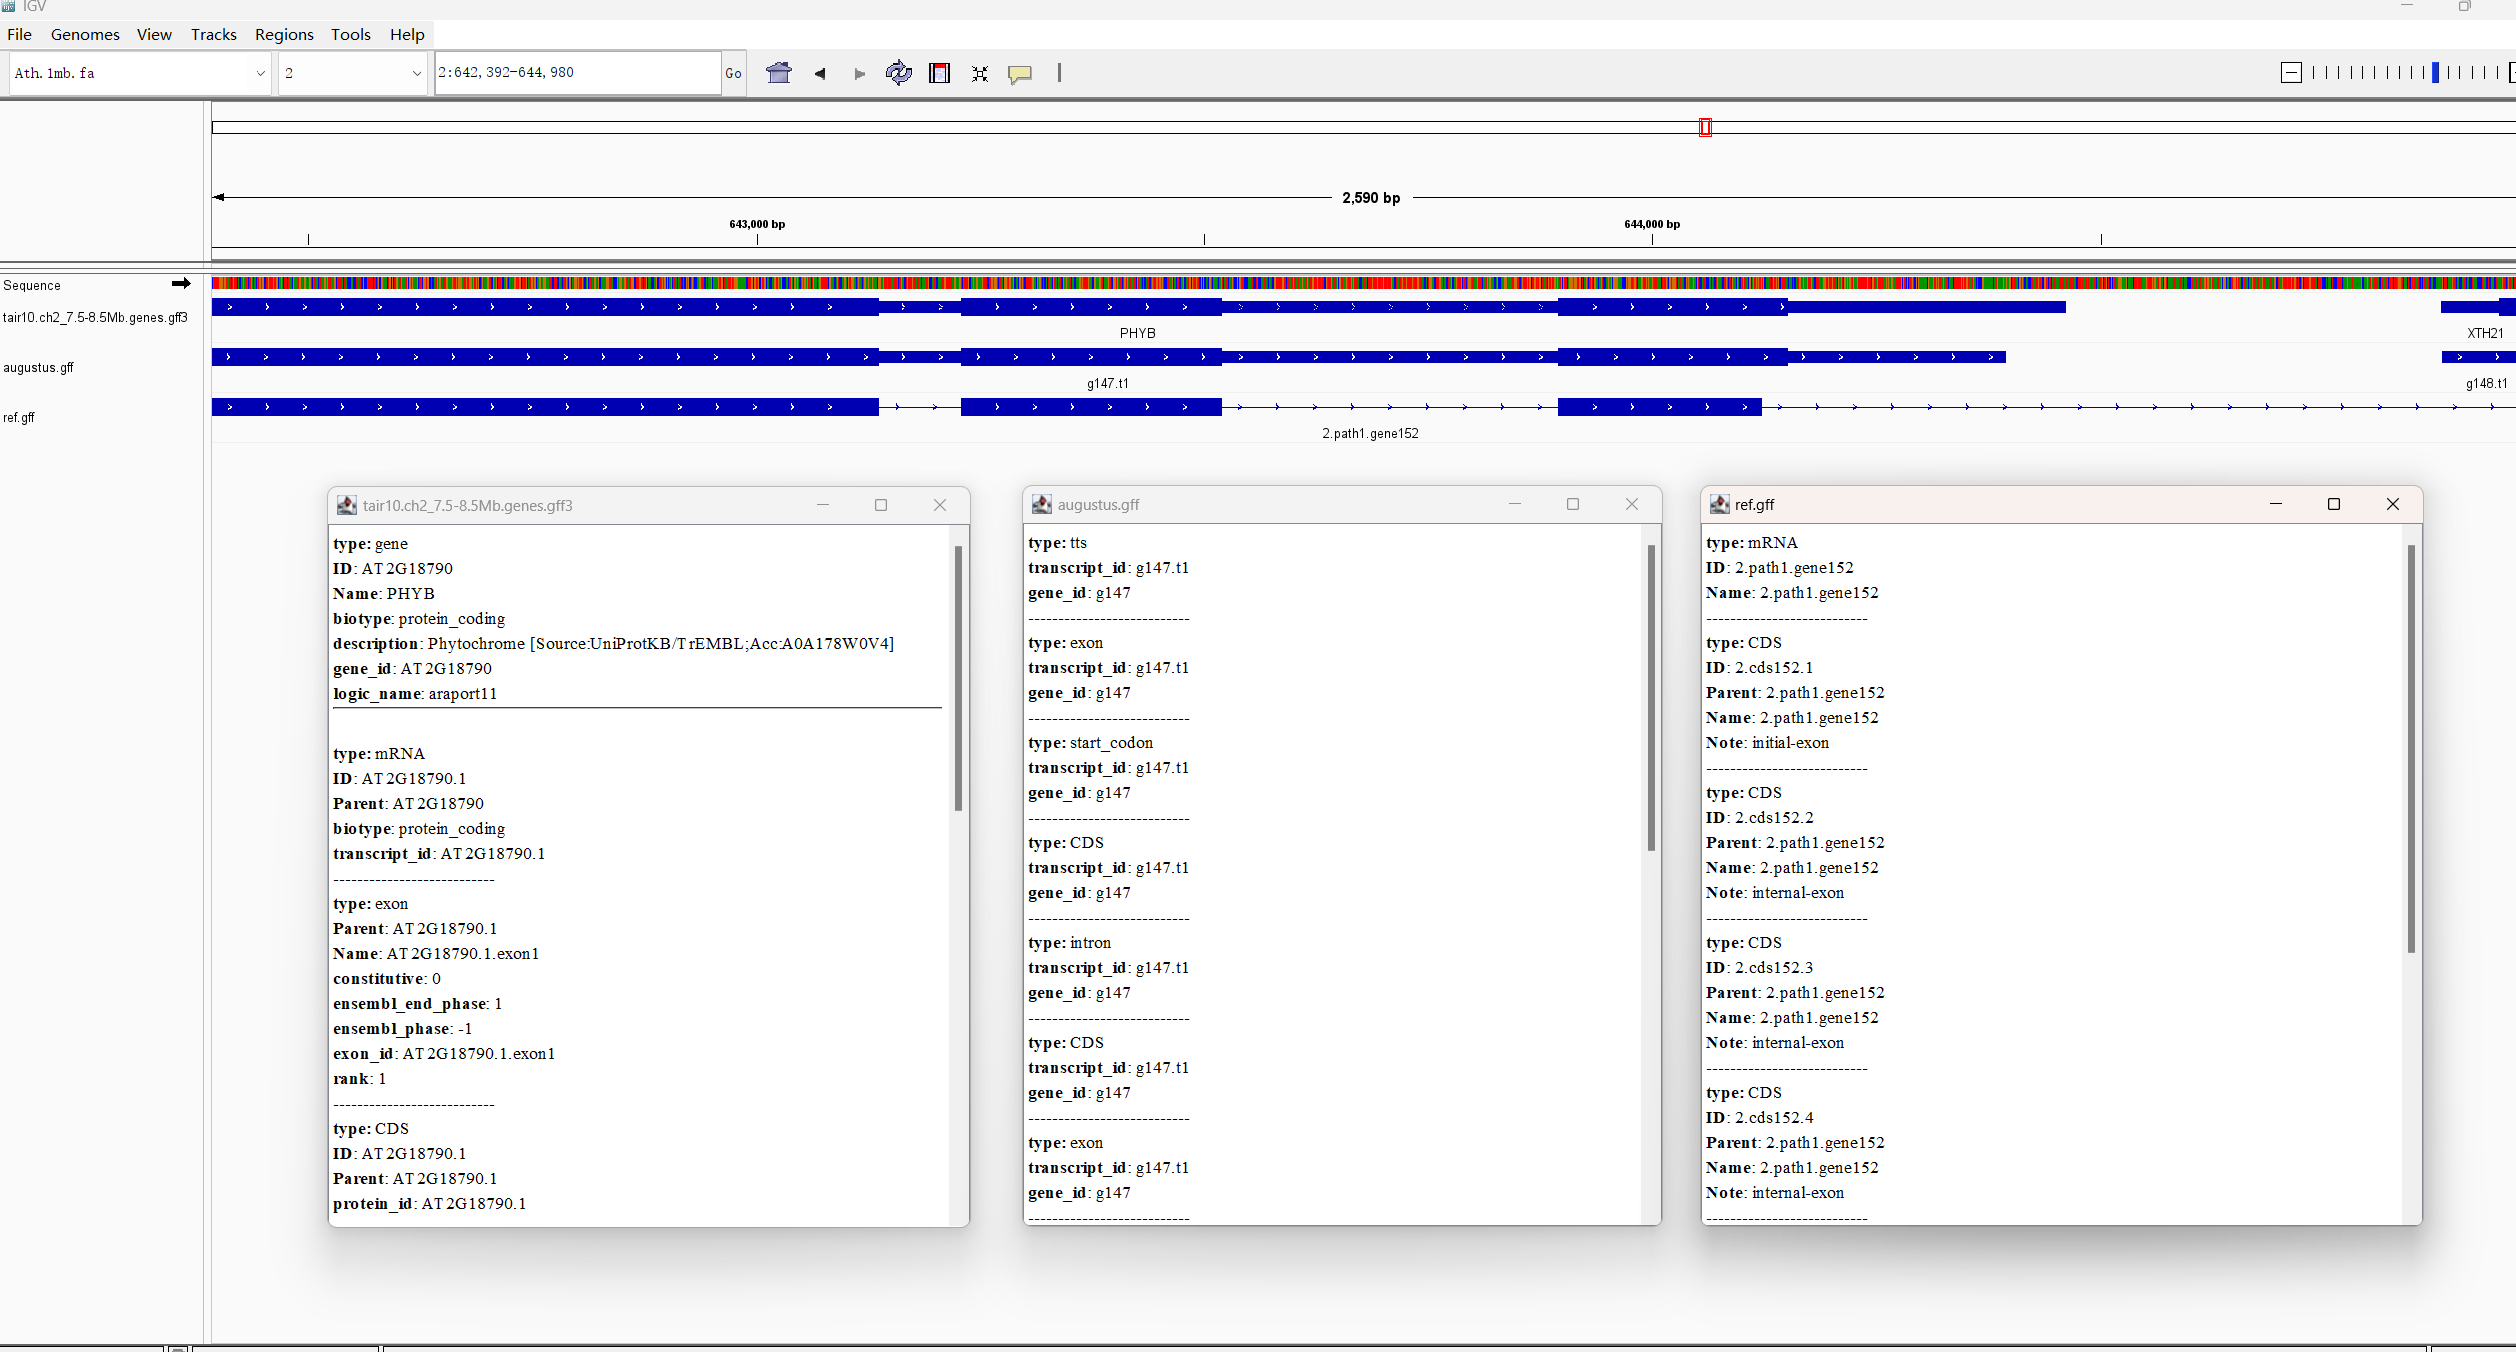 IGV
File Genomes View Tracks Regions Tools Help
Ath.1mb.fa 2 2:642,392-644,980 Go
2,590 bp
643,000 bp 644,000 bp
Sequence
tair10.ch2_7.5-8.5Mb.genes.gff3
PHYB XTH21
augustus.gff
g147.t1 g148.t1
ref.gff
2.path1.gene152
tair10.ch2_7.5-8.5Mb.genes.gff3
type: gene
ID: AT2G18790
Name: PHYB
biotype: protein_coding
description: Phytochrome [Source:UniProtKB/TrEMBL;Acc:A0A178W0V4]
gene_id: AT2G18790
logic_name: araport11
type: mRNA
ID: AT2G18790.1
Parent: AT2G18790
biotype: protein_coding
transcript_id: AT2G18790.1
---------------------------
type: exon
Parent: AT2G18790.1
Name: AT2G18790.1.exon1
constitutive: 0
ensembl_end_phase: 1
ensembl_phase: -1
exon_id: AT2G18790.1.exon1
rank: 1
---------------------------
type: CDS
ID: AT2G18790.1
Parent: AT2G18790.1
protein_id: AT2G18790.1
augustus.gff
type: tts
transcript_id: g147.t1
gene_id: g147
---------------------------
type: exon
transcript_id: g147.t1
gene_id: g147
---------------------------
type: start_codon
transcript_id: g147.t1
gene_id: g147
---------------------------
type: CDS
transcript_id: g147.t1
gene_id: g147
---------------------------
type: intron
transcript_id: g147.t1
gene_id: g147
---------------------------
type: CDS
transcript_id: g147.t1
gene_id: g147
---------------------------
type: exon
transcript_id: g147.t1
gene_id: g147
---------------------------
ref.gff
type: mRNA
ID: 2.path1.gene152
Name: 2.path1.gene152
---------------------------
type: CDS
ID: 2.cds152.1
Parent: 2.path1.gene152
Name: 2.path1.gene152
Note: initial-exon
---------------------------
type: CDS
ID: 2.cds152.2
Parent: 2.path1.gene152
Name: 2.path1.gene152
Note: internal-exon
---------------------------
type: CDS
ID: 2.cds152.3
Parent: 2.path1.gene152
Name: 2.path1.gene152
Note: internal-exon
---------------------------
type: CDS
ID: 2.cds152.4
Parent: 2.path1.gene152
Name: 2.path1.gene152
Note: internal-exon
---------------------------